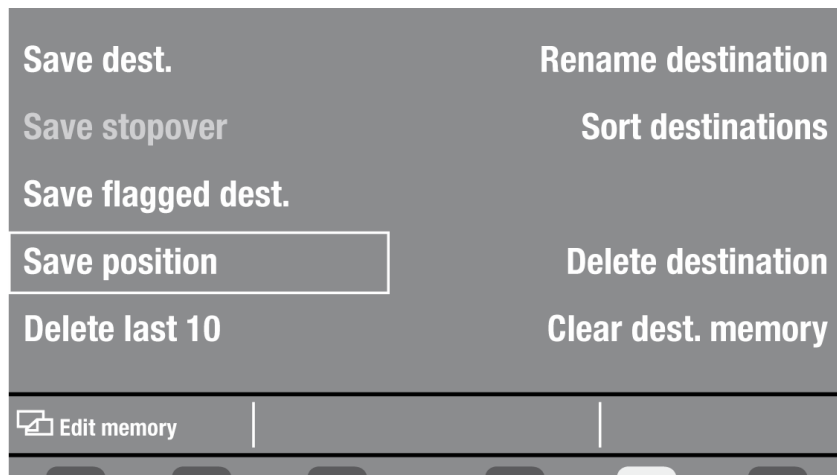 Save dest.
Rename destination
Save stopover
Sort destinations
Save flagged dest.
Save position
Delete destination
Delete last 10
Clear dest. memory
Edit memory